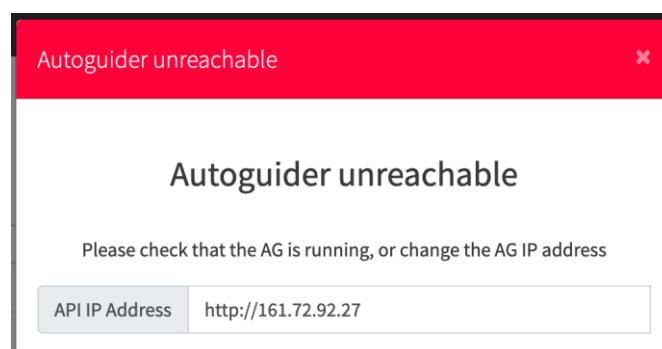 Autoguider unreachable ×
Autoguider unreachable
Please check that the AG is running, or change the AG IP address
API IP Address http://161.72.92.27